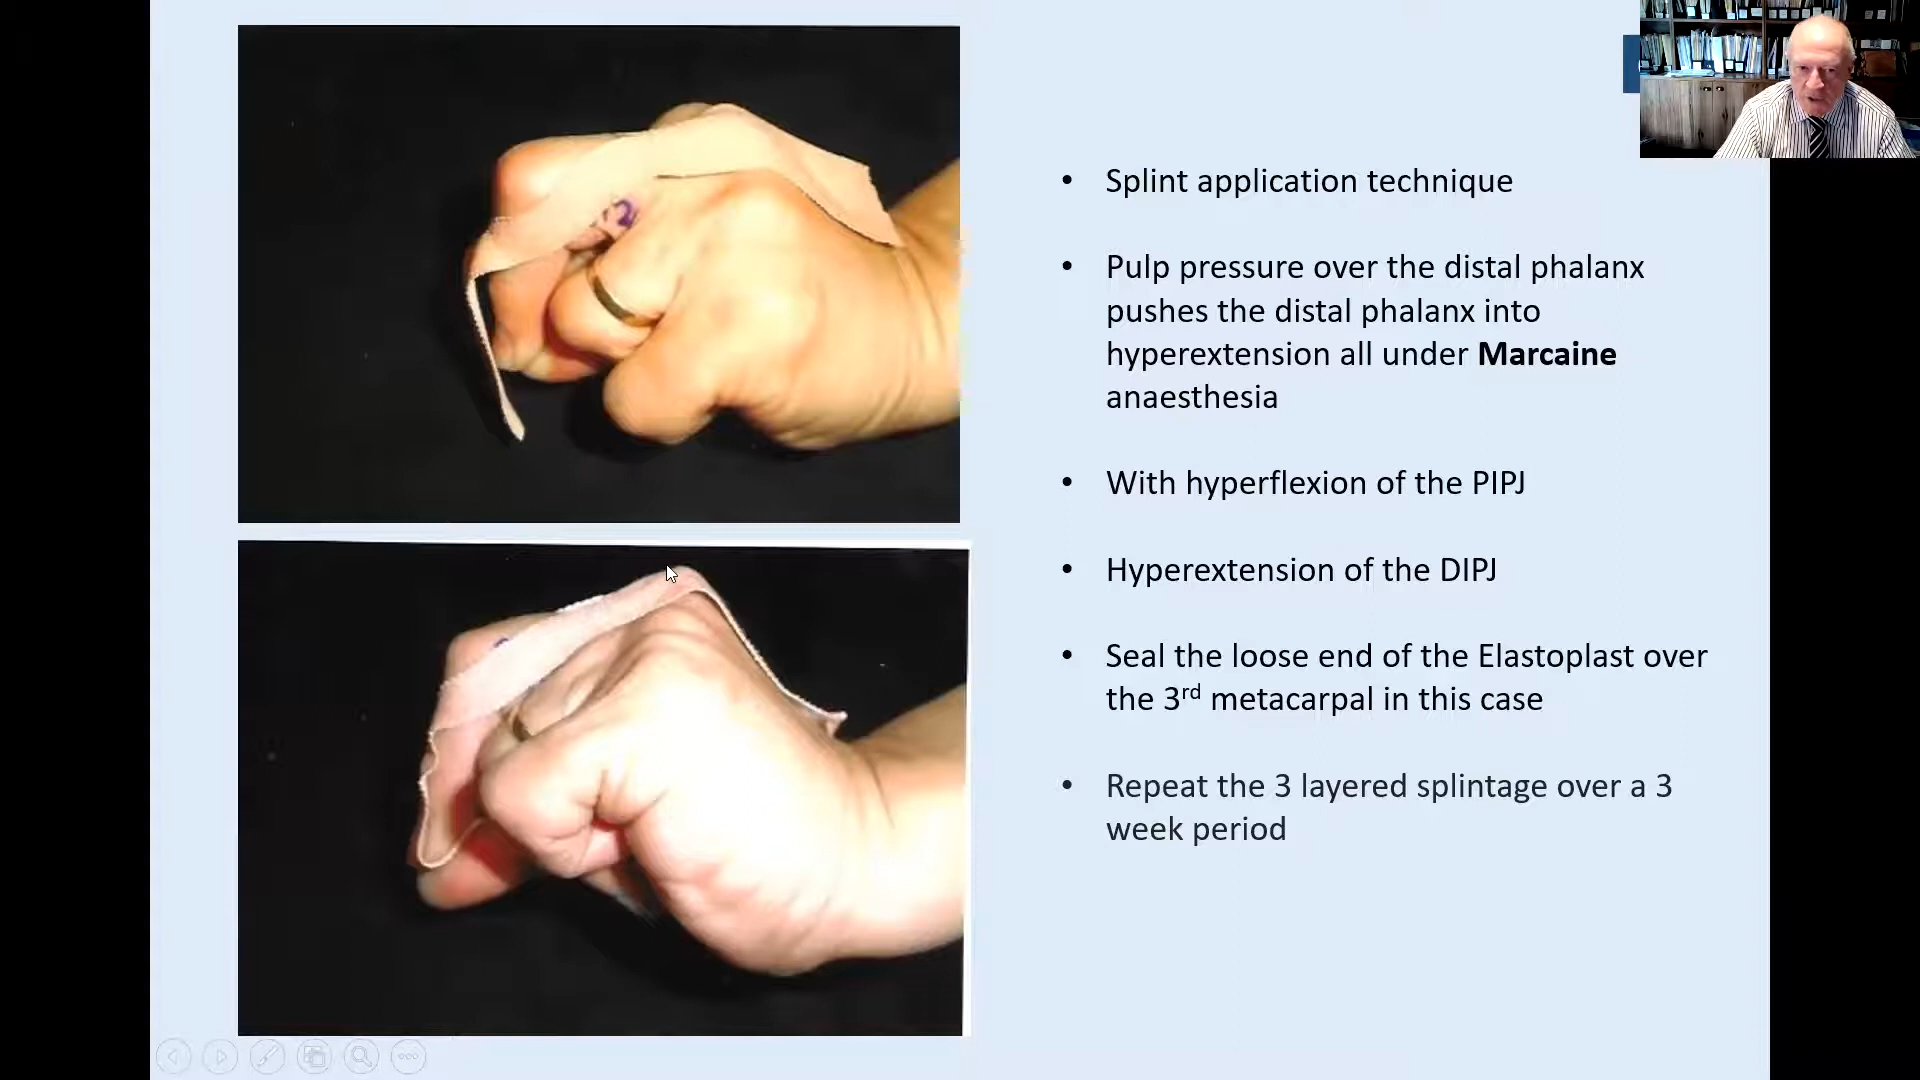 • Splint application technique
• Pulp pressure over the distal phalanx
pushes the distal phalanx into
hyperextension all under Marcaine
anaesthesia
• With hyperflexion of the PIPJ
• Hyperextension of the DIPJ
• Seal the loose end of the Elastoplast over
the 3rd metacarpal in this case
• Repeat the 3 layered splintage over a 3
week period